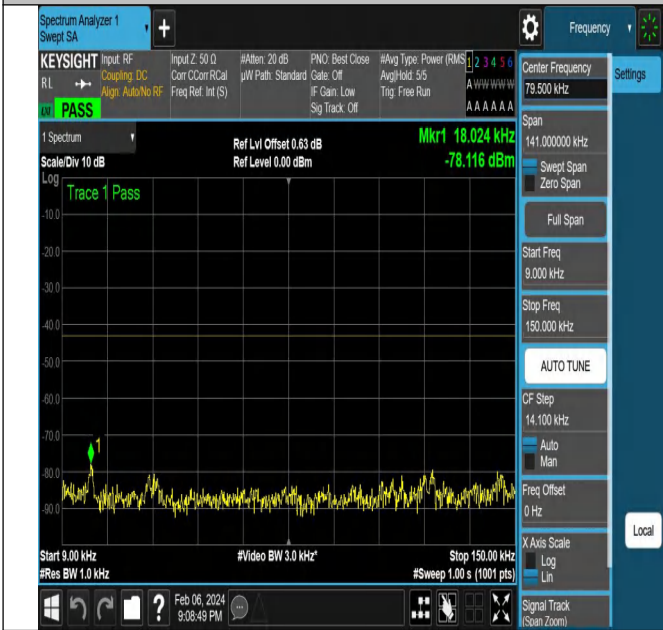 Spectrum Analyzer 1
Swept SA
+
Frequency
KEYSIGHT
RL
PASS
Input: RF
Coupling: DC
Align: Auto/No RF
Input Z: 50 Ω
Corr CCorr RCal
Freq Ref: Int (S)
#Atten: 20 dB
µW Path: Standard
PNO: Best Close
Gate: Off
IF Gain: Low
Sig Track: Off
#Avg Type: Power (RMS
Avg|Hold: 5/5
Trig: Free Run
1 2 3 4 5 6
A W W W W W
A A A A A A
1 Spectrum
Scale/Div 10 dB
Log
Ref Lvl Offset 0.63 dB
Ref Level 0.00 dBm
Mkr1 18.024 kHz
-78.116 dBm
Trace 1 Pass
-10.0
-20.0
-30.0
-40.0
-50.0
-60.0
-70.0
-80.0
-90.0
1
Start 9.00 kHz
#Res BW 1.0 kHz
#Video BW 3.0 kHz*
Stop 150.00 kHz
#Sweep 1.00 s (1001 pts)
Feb 06, 2024
9:08:49 PM
?
Center Frequency
79.500 kHz
Span
141.000000 kHz
Swept Span
Zero Span
Full Span
Start Freq
9.000 kHz
Stop Freq
150.000 kHz
AUTO TUNE
CF Step
14.100 kHz
Auto
Man
Freq Offset
0 Hz
X Axis Scale
Log
Lin
Signal Track
(Span Zoom)
Settings
Local